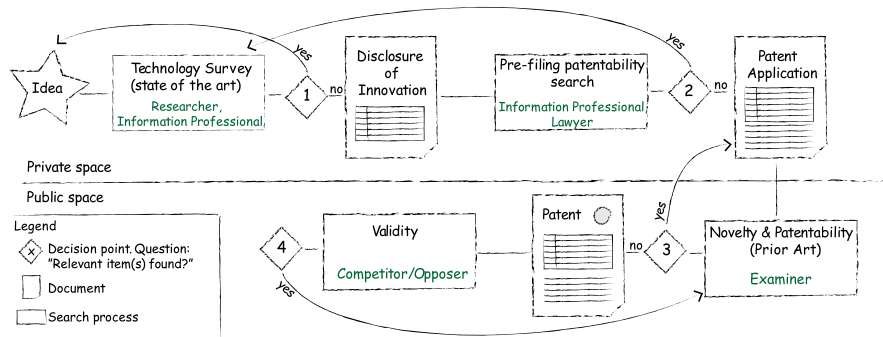 Idea
Technology Survey
(state of the art)
Researcher,
Information Professional
yes
1
no
Disclosure
of
Innovation
Pre-filing patentability
search
Information Professional
Lawyer
yes
2
no
Patent
Application
Private space
Public space
Legend
x
Decision point. Question:
"Relevant item(s) found?"
Document
Search process
4
yes
Validity
Competitor/Opposer
Patent
no
3
yes
Novelty & Patentability
(Prior Art)
Examiner